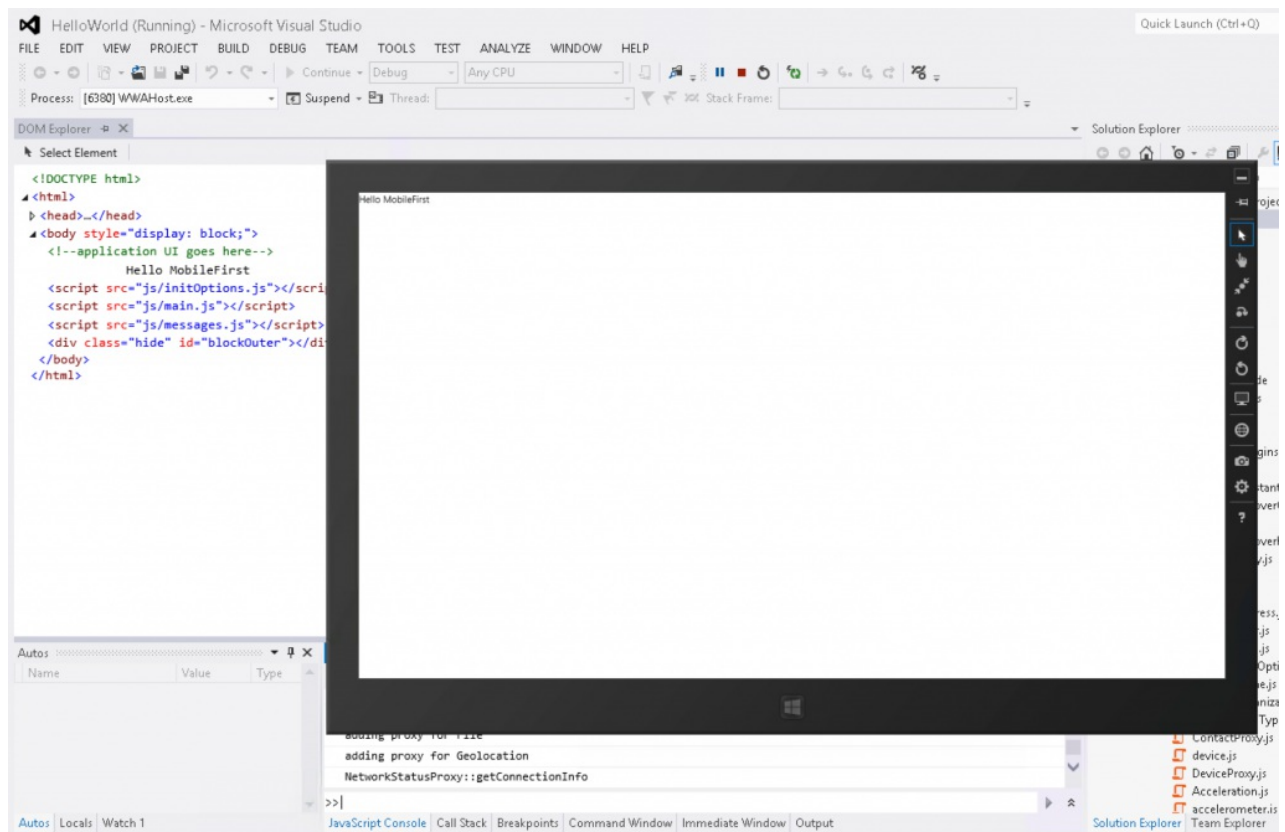 HelloWorld (Running) - Microsoft Visual Studio
Quick Launch (Ctrl+Q)
FILE EDIT VIEW PROJECT BUILD DEBUG TEAM TOOLS TEST ANALYZE WINDOW HELP
Continue Debug Any CPU
Process: [6380] WWAHost.exe Suspend Thread: Stack Frame:
DOM Explorer
Solution Explorer
Select Element
<!DOCTYPE html>
<html>
<head>…</head>
<body style="display: block;">
<!--application UI goes here-->
Hello MobileFirst
<script src="js/initOptions.js"></scri
<script src="js/main.js"></script>
<script src="js/messages.js"></script>
<div class="hide" id="blockOuter"></di
</body>
</html>
Hello MobileFirst
?
Autos
Name Value Type
adding proxy for File
adding proxy for Geolocation
NetworkStatusProxy::getConnectionInfo
>>
ContactProxy.js
device.js
DeviceProxy.js
Acceleration.js
accelerometer.js
Autos Locals Watch 1
JavaScript Console Call Stack Breakpoints Command Window Immediate Window Output
Solution Explorer Team Explorer